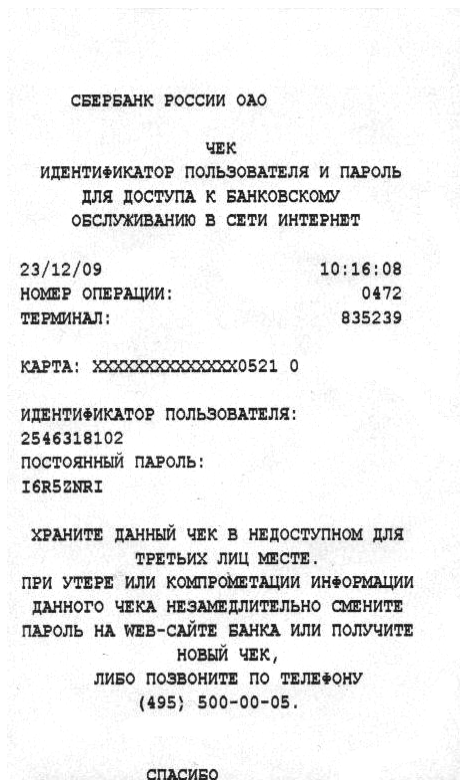 СБЕРБАНК РОССИИ ОАО
ЧЕК
ИДЕНТИФИКАТОР ПОЛЬЗОВАТЕЛЯ И ПАРОЛЬ
ДЛЯ ДОСТУПА К БАНКОВСКОМУ
ОБСЛУЖИВАНИЮ В СЕТИ ИНТЕРНЕТ
23/12/09 10:16:08
НОМЕР ОПЕРАЦИИ: 0472
ТЕРМИНАЛ: 835239
КАРТА: XXXXXXXXXXXXXX0521 0
ИДЕНТИФИКАТОР ПОЛЬЗОВАТЕЛЯ:
2546318102
ПОСТОЯННЫЙ ПАРОЛЬ:
I6R5ZNRI
ХРАНИТЕ ДАННЫЙ ЧЕК В НЕДОСТУПНОМ ДЛЯ
ТРЕТЬИХ ЛИЦ МЕСТЕ.
ПРИ УТЕРЕ ИЛИ КОМПРОМЕТАЦИИ ИНФОРМАЦИИ
ДАННОГО ЧЕКА НЕЗАМЕДЛИТЕЛЬНО СМЕНИТЕ
ПАРОЛЬ НА WEB-САЙТЕ БАНКА ИЛИ ПОЛУЧИТЕ
НОВЫЙ ЧЕК,
ЛИБО ПОЗВОНИТЕ ПО ТЕЛЕФОНУ
(495) 500-00-05.
СПАСИБО